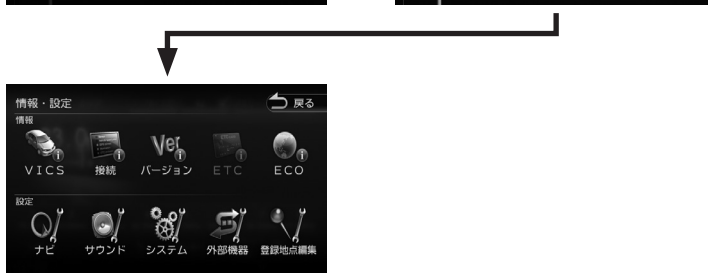 情報・設定 戻る
情報
Ver
VICS 接続 バージョン ETC ECO
設定
ナビ サウンド システム 外部機器 登録地点編集